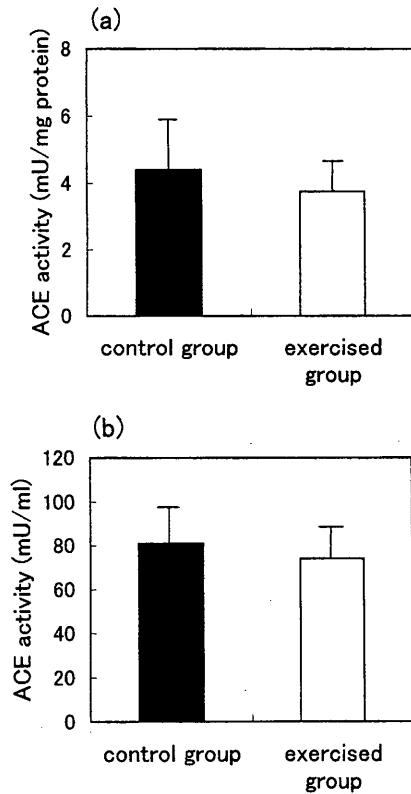 (a)
ACE activity (mU/mg protein)
8
6
4
2
0
control group
exercised
group
(b)
ACE activity (mU/ml)
120
100
80
60
40
20
0
control group
exercised
group